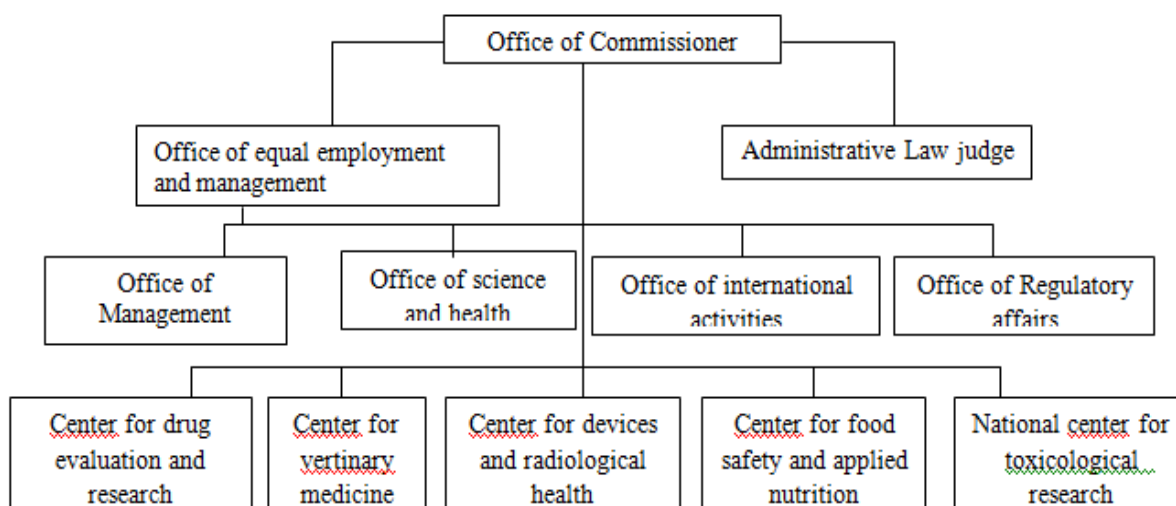 Office of Commissioner
Office of equal employment
and management
Administrative Law judge
Office of
Management
Office of science
and health
Office of international
activities
Office of Regulatory
affairs
Center for drug
evaluation and
research
Center for
vertinary
medicine
Center for devices
and radiological
health
Center for food
safety and applied
nutrition
National center for
toxicological
research